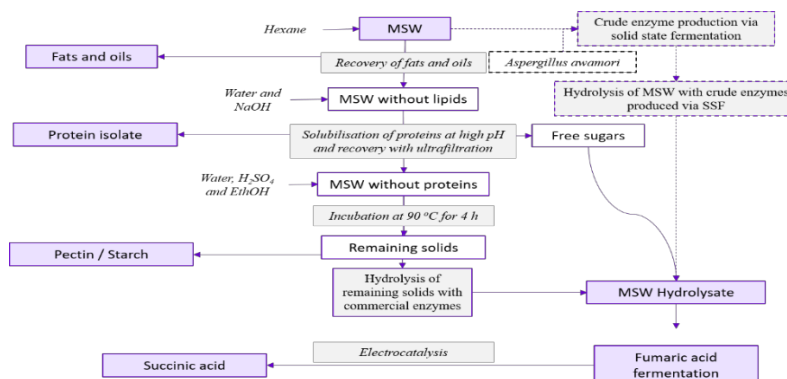 Hexane
MSW
Crude enzyme production via
solid state fermentation
Fats and oils
Recovery of fats and oils
Aspergillus awamori
Water and
NaOH
MSW without lipids
Hydrolysis of MSW with crude enzymes
produced via SSF
Protein isolate
Solubilisation of proteins at high pH
and recovery with ultrafiltration
Free sugars
Water, H₂SO₄
and EthOH
MSW without proteins
Incubation at 90 °C for 4 h
Pectin / Starch
Remaining solids
Hydrolysis of
remaining solids with
commercial enzymes
MSW Hydrolysate
Succinic acid
Electrocatalysis
Fumaric acid
fermentation